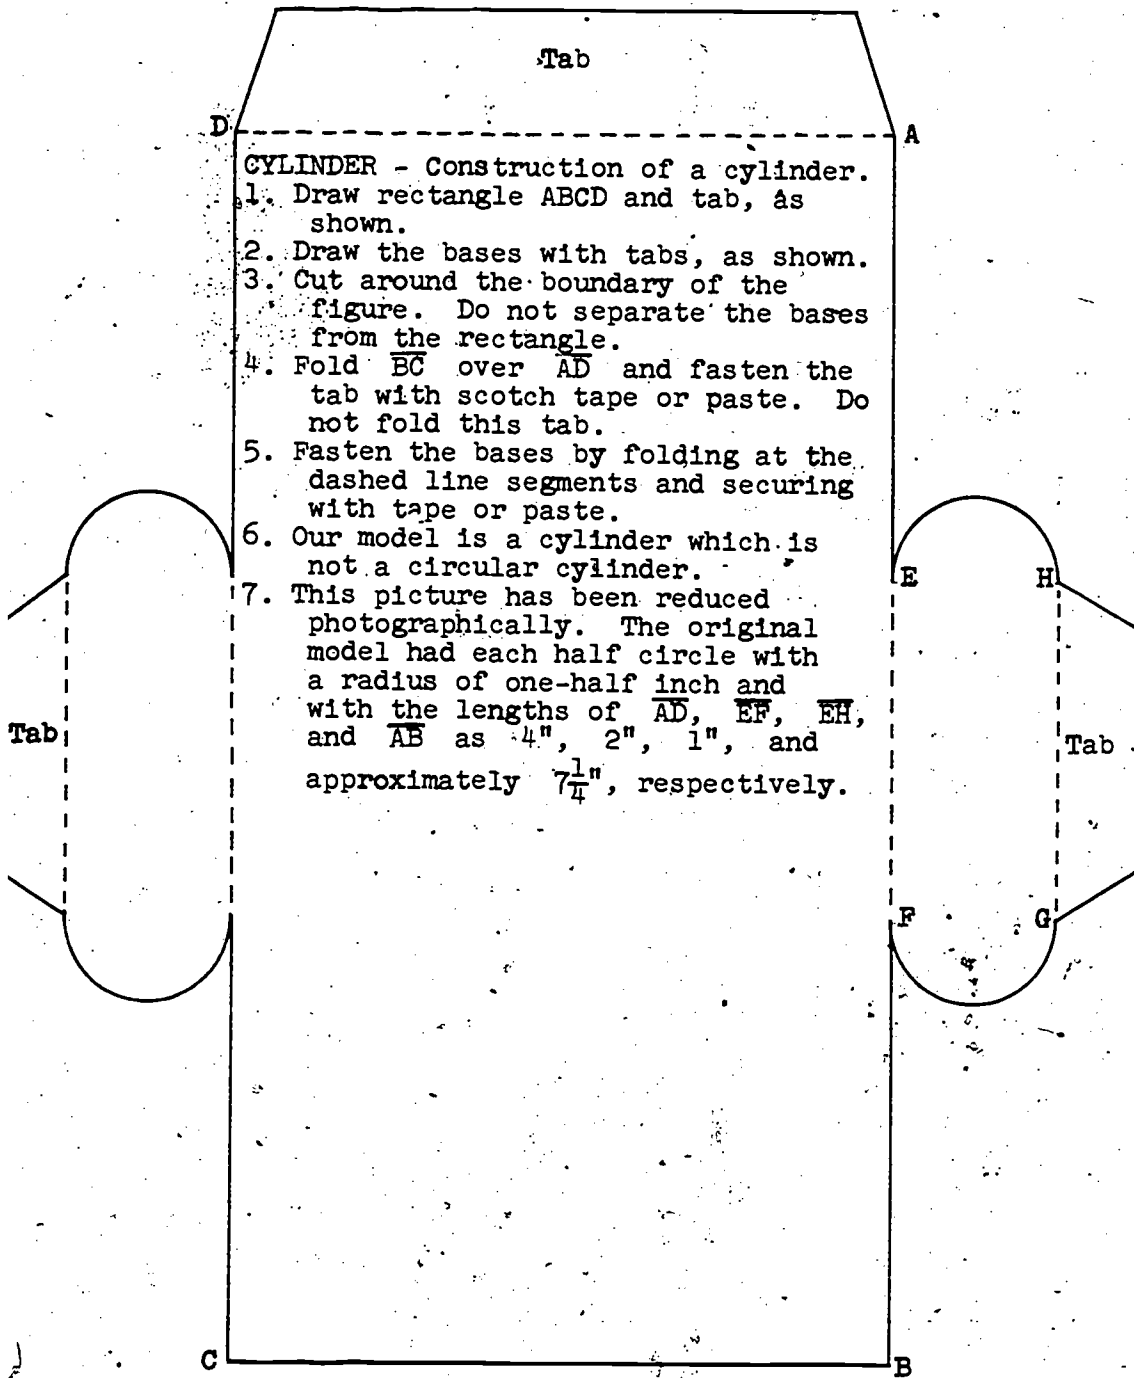 Tab
D A
CYLINDER - Construction of a cylinder.
1. Draw rectangle ABCD and tab, as
shown.
2. Draw the bases with tabs, as shown.
3. Cut around the boundary of the
figure. Do not separate the bases
from the rectangle.
4. Fold B̅C̅ over A̅D̅ and fasten the
tab with scotch tape or paste. Do
not fold this tab.
5. Fasten the bases by folding at the
dashed line segments and securing
with tape or paste.
6. Our model is a cylinder which is
not a circular cylinder.
E H
7. This picture has been reduced
photographically. The original
model had each half circle with
a radius of one-half inch and
with the lengths of A̅D̅, E̅F̅, E̅H̅,
and A̅B̅ as 4", 2", 1", and
approximately 7¼", respectively.
Tab
Tab
F G
C B